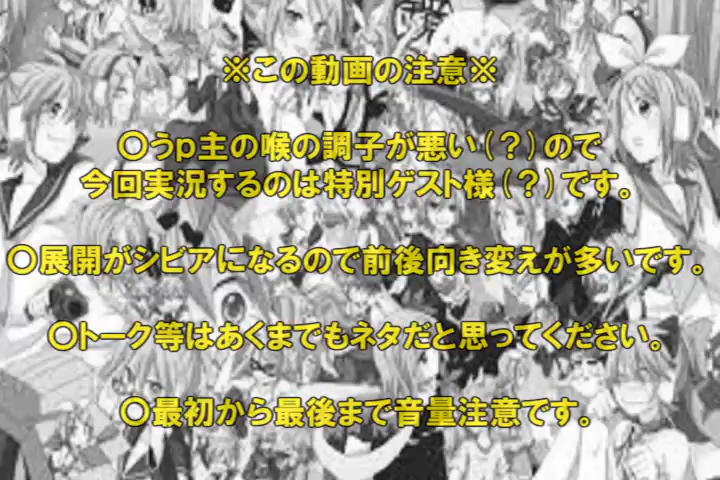 ※この動画の注意※
○うp主の喉の調子が悪い（？）ので
今回実況するのは特別ゲスト様（？）です。
○展開がシビアになるので前後向き変えが多いです。
○トーク等はあくまでもネタだと思ってください。
○最初から最後まで音量注意です。